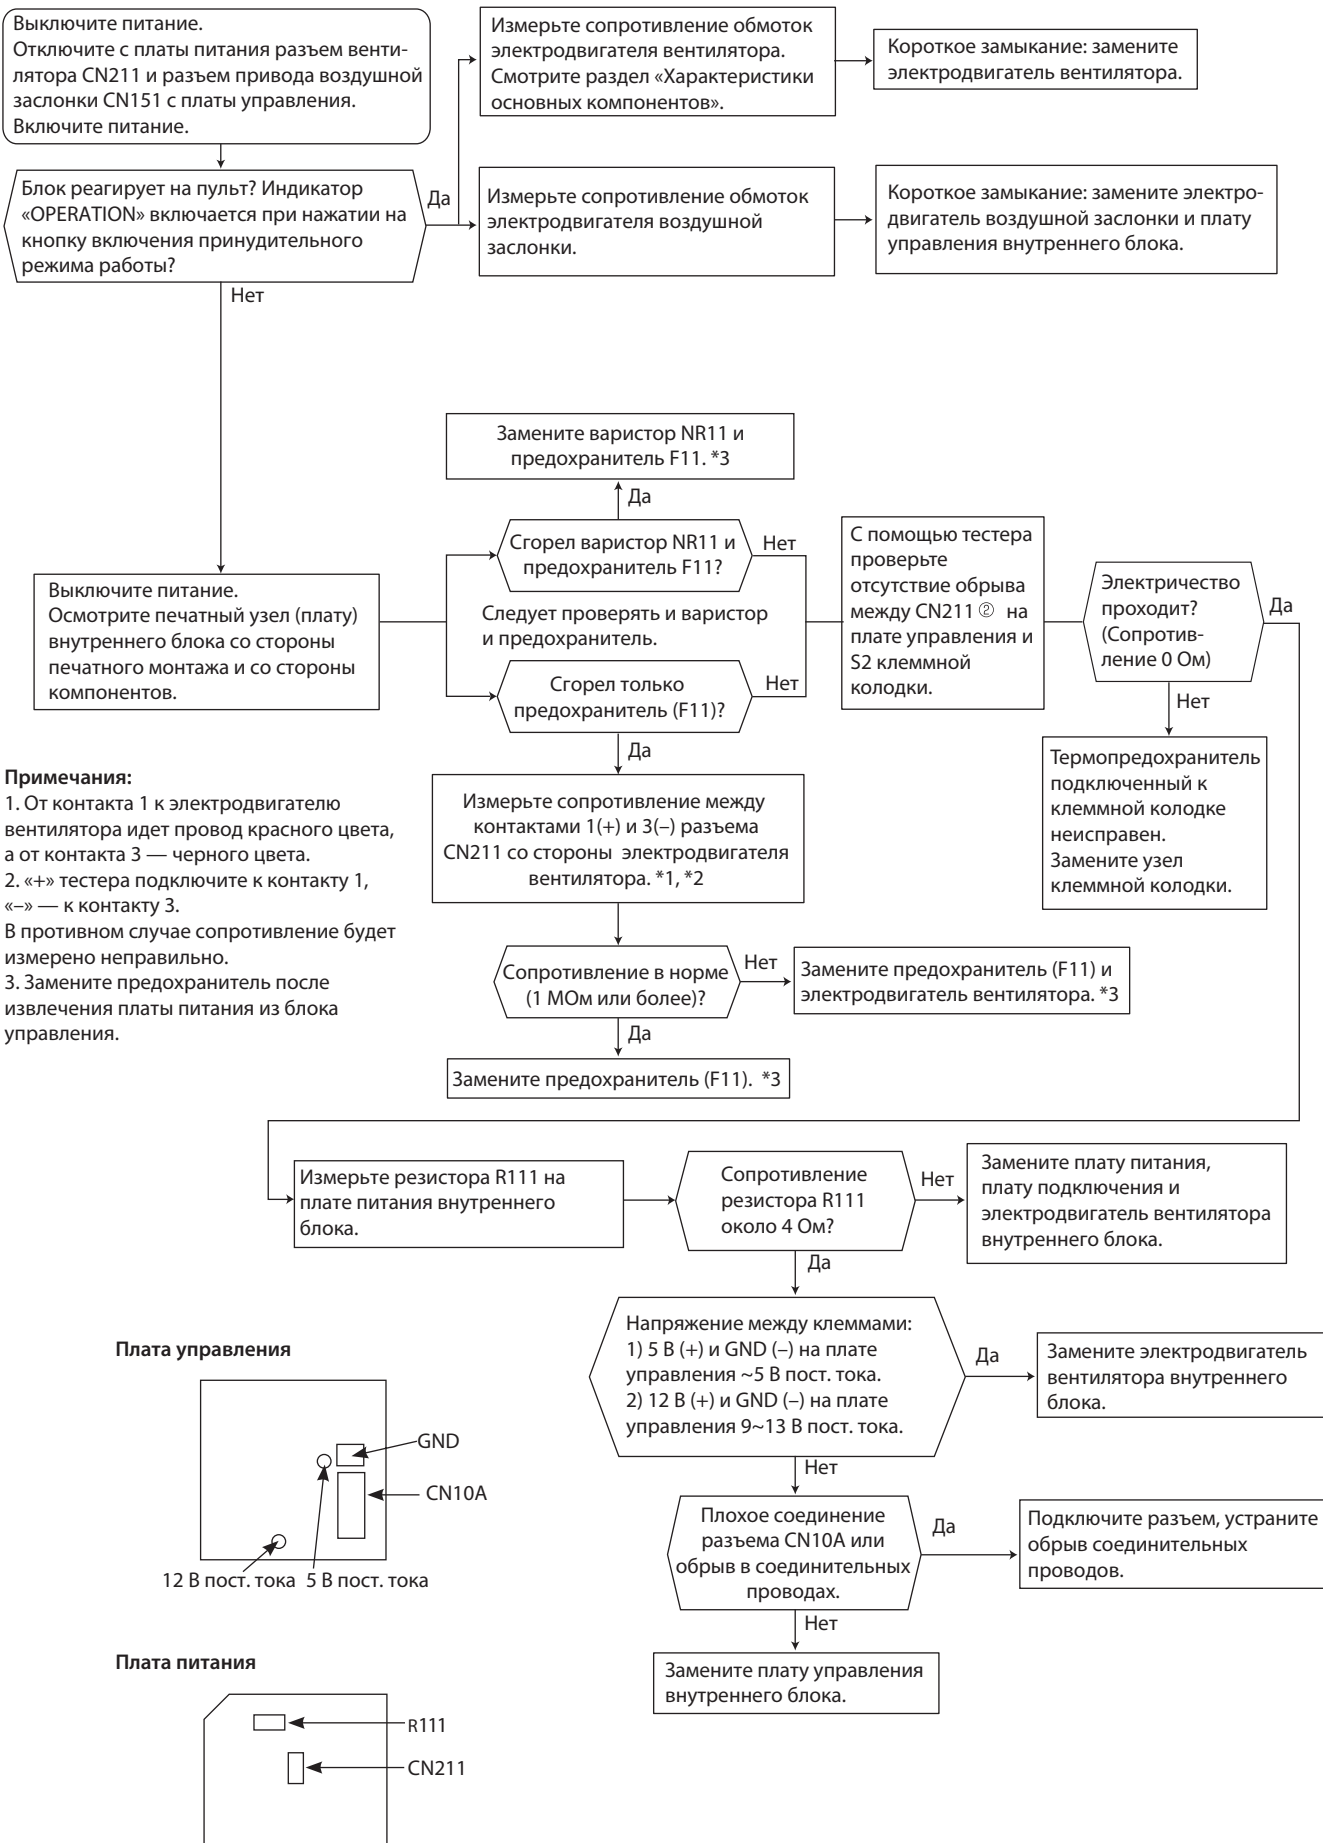 Выключите питание.
Отключите с платы питания разъем венти-
лятора CN211 и разъем привода воздушной
заслонки CN151 с платы управления.
Включите питание.
Измерьте сопротивление обмоток
электродвигателя вентилятора.
Смотрите раздел «Характеристики
основных компонентов».
Короткое замыкание: замените
электродвигатель вентилятора.
Блок реагирует на пульт? Индикатор
«OPERATION» включается при нажатии на
кнопку включения принудительного
режима работы?
Да
Измерьте сопротивление обмоток
электродвигателя воздушной
заслонки.
Короткое замыкание: замените электро-
двигатель воздушной заслонки и плату
управления внутреннего блока.
Нет
Замените варистор NR11 и
предохранитель F11. *3
Да
Сгорел варистор NR11 и
предохранитель F11?
Нет
Выключите питание.
Осмотрите печатный узел (плату)
внутреннего блока со стороны
печатного монтажа и со стороны
компонентов.
Следует проверять и варистор
и предохранитель.
Сгорел только
предохранитель (F11)?
Нет
С помощью тестера
проверьте
отсутствие обрыва
между CN211 ② на
плате управления и
S2 клеммной
колодки.
Электричество
проходит?
(Сопротив-
ление 0 Ом)
Да
Нет
Термопредохранитель
подключенный к
клеммной колодке
неисправен.
Замените узел
клеммной колодки.
Да
Измерьте сопротивление между
контактами 1(+) и 3(–) разъема
CN211 со стороны электродвигателя
вентилятора. *1, *2
Примечания:
1. От контакта 1 к электродвигателю
вентилятора идет провод красного цвета,
а от контакта 3 — черного цвета.
2. «+» тестера подключите к контакту 1,
«–» — к контакту 3.
В противном случае сопротивление будет
измерено неправильно.
3. Замените предохранитель после
извлечения платы питания из блока
управления.
Сопротивление в норме
(1 МОм или более)?
Нет
Замените предохранитель (F11) и
электродвигатель вентилятора. *3
Да
Замените предохранитель (F11). *3
Измерьте резистора R111 на
плате питания внутреннего
блока.
Сопротивление
резистора R111
около 4 Ом?
Нет
Замените плату питания,
плату подключения и
электродвигатель вентилятора
внутреннего блока.
Да
Напряжение между клеммами:
1) 5 В (+) и GND (–) на плате
управления ~5 В пост. тока.
2) 12 В (+) и GND (–) на плате
управления 9~13 В пост. тока.
Да
Замените электродвигатель
вентилятора внутреннего
блока.
Нет
Плохое соединение
разъема CN10A или
обрыв в соединительных
проводах.
Да
Подключите разъем, устраните
обрыв соединительных
проводов.
Нет
Замените плату управления
внутреннего блока.
Плата управления
GND
CN10A
12 В пост. тока 5 В пост. тока
Плата питания
R111
CN211